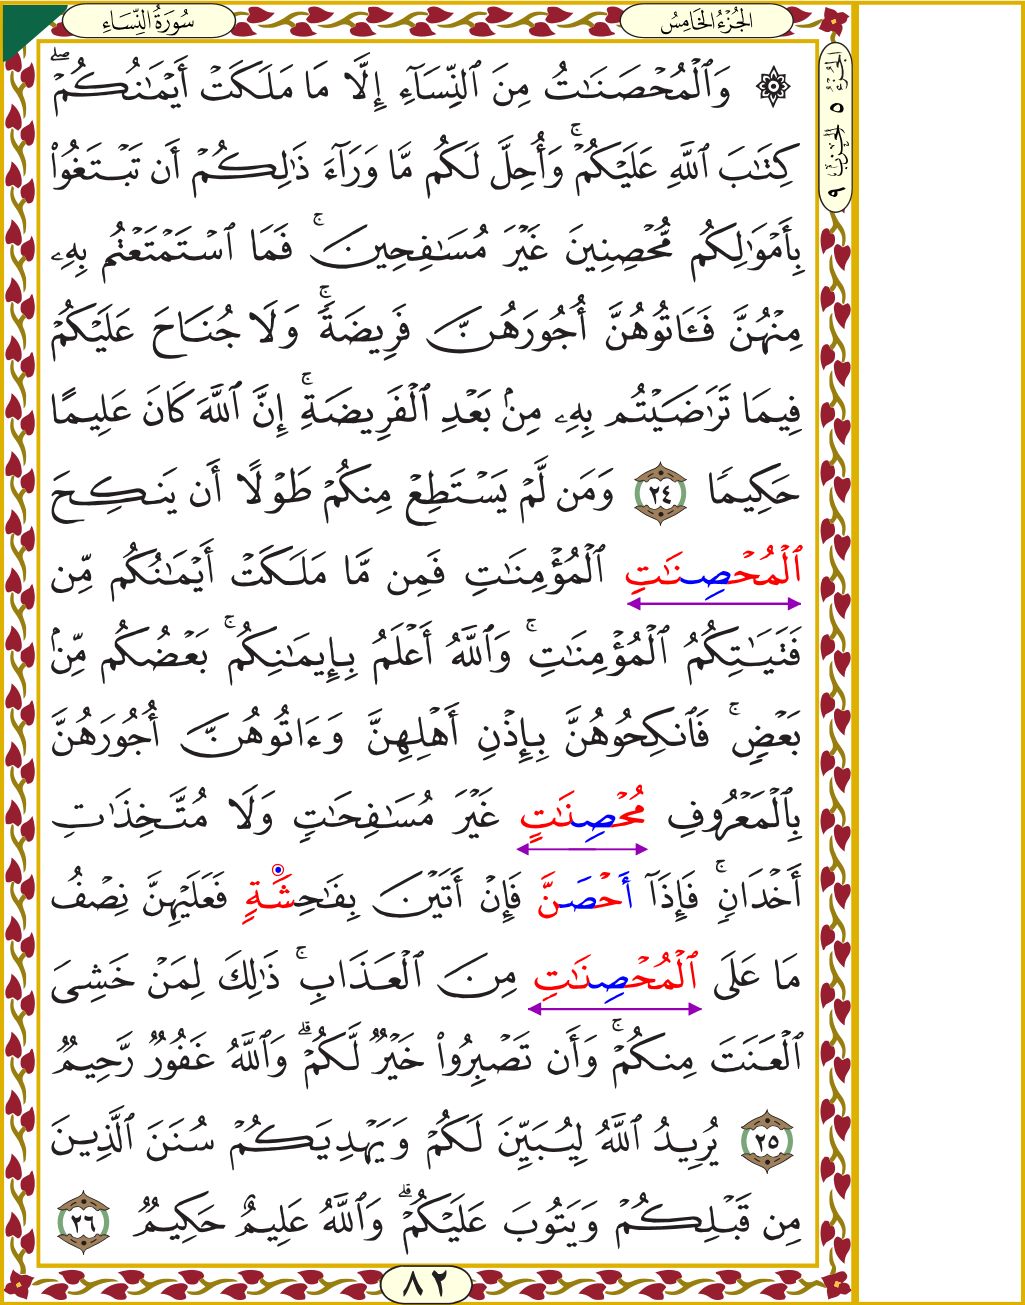 سُورَةُ النِّسَاءِ
الجُزْءُ الخَامِسُ
الجُزْءُ ٥ الحِزْبُ ٩
۞ وَٱلْمُحْصَنَٰتُ مِنَ ٱلنِّسَآءِ إِلَّا مَا مَلَكَتْ أَيْمَٰنُكُمْۖ
كِتَٰبَ ٱللَّهِ عَلَيْكُمْۚ وَأُحِلَّ لَكُم مَّا وَرَآءَ ذَٰلِكُمْ أَن تَبْتَغُوا۟
بِأَمْوَٰلِكُم مُّحْصِنِينَ غَيْرَ مُسَٰفِحِينَۚ فَمَا ٱسْتَمْتَعْتُم بِهِۦ
مِنْهُنَّ فَـَٔاتُوهُنَّ أُجُورَهُنَّ فَرِيضَةًۚ وَلَا جُنَاحَ عَلَيْكُمْ
فِيمَا تَرَٰضَيْتُم بِهِۦ مِنۢ بَعْدِ ٱلْفَرِيضَةِۚ إِنَّ ٱللَّهَ كَانَ عَلِيمًا
حَكِيمًا ٢٤ وَمَن لَّمْ يَسْتَطِعْ مِنكُمْ طَوْلًا أَن يَنكِحَ
ٱلْمُحْصِنَٰتِ ٱلْمُؤْمِنَٰتِ فَمِن مَّا مَلَكَتْ أَيْمَٰنُكُم مِّن
فَتَيَٰتِكُمُ ٱلْمُؤْمِنَٰتِۚ وَٱللَّهُ أَعْلَمُ بِإِيمَٰنِكُمۚ بَعْضُكُم مِّنۢ
بَعْضٍۚ فَٱنكِحُوهُنَّ بِإِذْنِ أَهْلِهِنَّ وَءَاتُوهُنَّ أُجُورَهُنَّ
بِٱلْمَعْرُوفِ مُحْصِنَٰتٍ غَيْرَ مُسَٰفِحَٰتٍ وَلَا مُتَّخِذَٰتِ
أَخْدَانٍۚ فَإِذَآ أَحْصَنَّ فَإِنْ أَتَيْنَ بِفَٰحِشَةٍ فَعَلَيْهِنَّ نِصْفُ
مَا عَلَى ٱلْمُحْصِنَٰتِ مِنَ ٱلْعَذَابِۚ ذَٰلِكَ لِمَنْ خَشِىَ
ٱلْعَنَتَ مِنكُمْۚ وَأَن تَصْبِرُوا۟ خَيْرٌ لَّكُمْۗ وَٱللَّهُ غَفُورٌ رَّحِيمٌ
٢٥ يُرِيدُ ٱللَّهُ لِيُبَيِّنَ لَكُمْ وَيَهْدِيَكُمْ سُنَنَ ٱلَّذِينَ
مِن قَبْلِكُمْ وَيَتُوبَ عَلَيْكُمْۗ وَٱللَّهُ عَلِيمٌ حَكِيمٌ ٢٦
٨٢